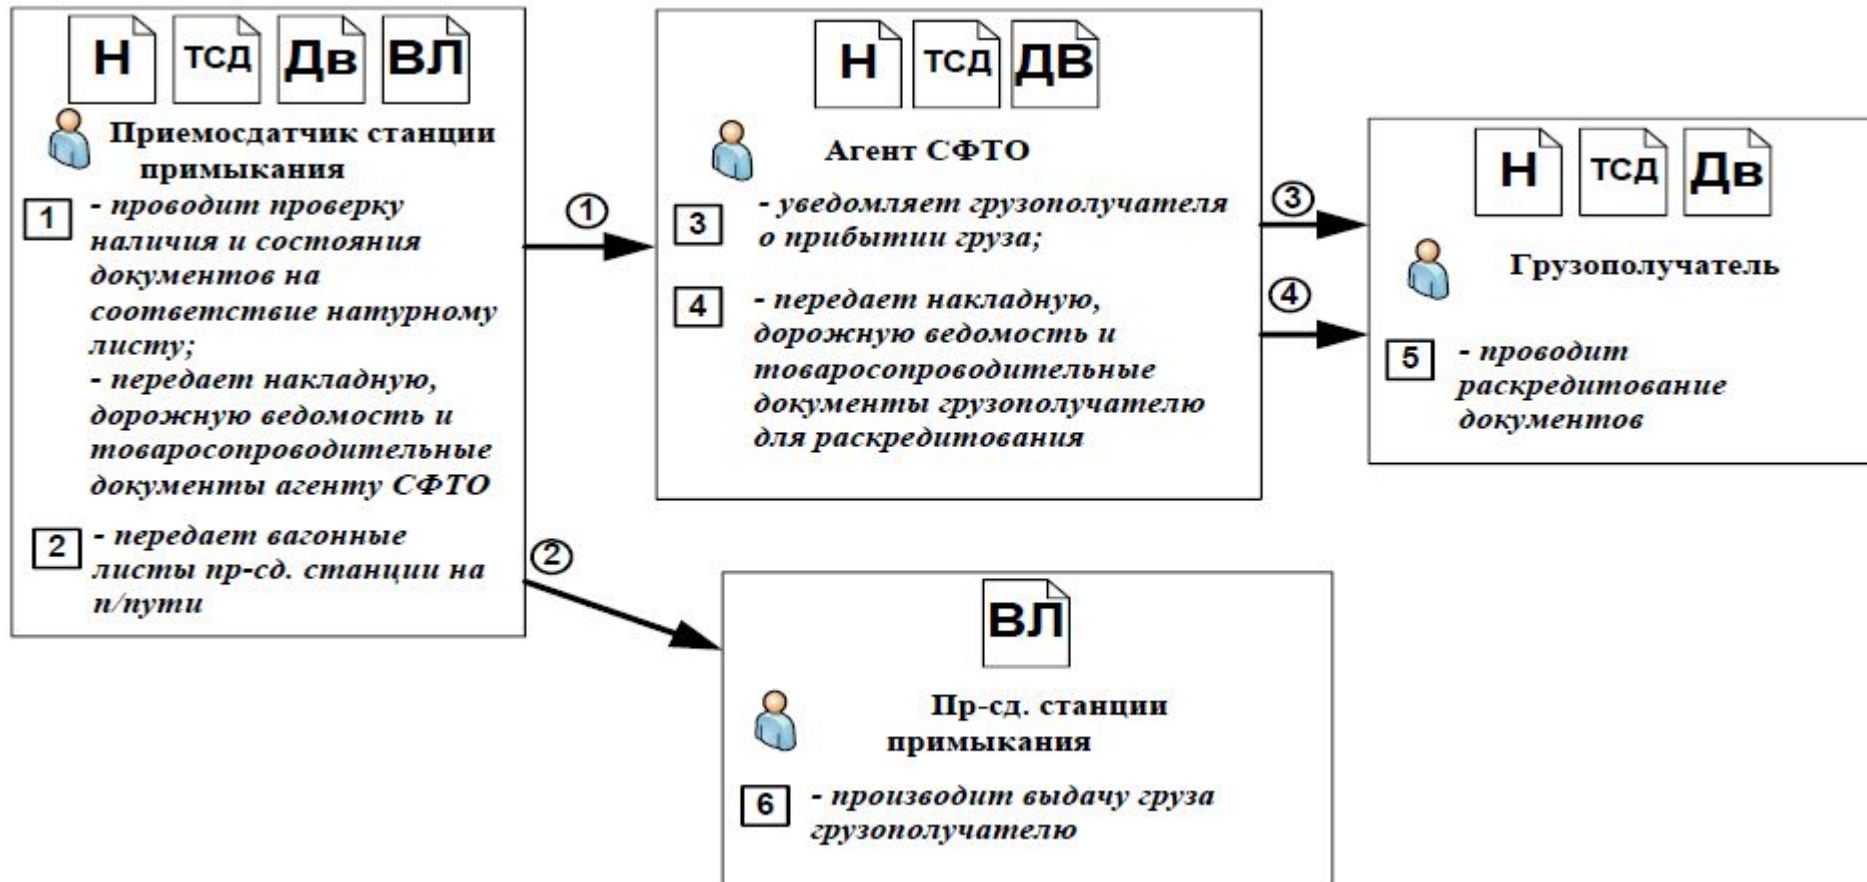 Н ТСД Дв ВЛ
Приемосдатчик станции
примыкания
1 - проводит проверку
наличия и состояния
документов на
соответствие натурному
листу;
- передает накладную,
дорожную ведомость и
товаросопроводительные
документы агенту СФТО
2 - передает вагонные
листы пр-сд. станции на
п/пути
1
2
Н ТСД ДВ
Агент СФТО
3 - уведомляет грузополучателя
о прибытии груза;
4 - передает накладную,
дорожную ведомость и
товаросопроводительные
документы грузополучателю
для раскредитования
3
4
Н ТСД Дв
Грузополучатель
5 - проводит
раскредитование
документов
ВЛ
Пр-сд. станции
примыкания
6 - производит выдачу груза
грузополучателю